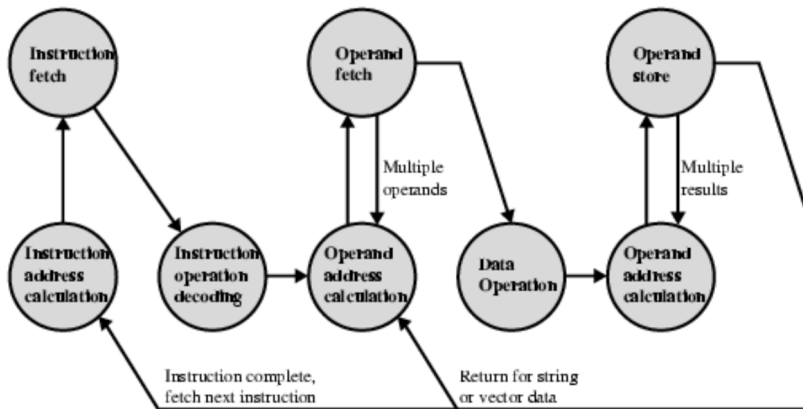 Instruction
fetch
Operand
fetch
Operand
store
Multiple
operands
Multiple
results
Instruction
address
calculation
Instruction
operation
decoding
Operand
address
calculation
Data
Operation
Operand
address
calculation
Instruction complete,
fetch next instruction
Return for string
or vector data